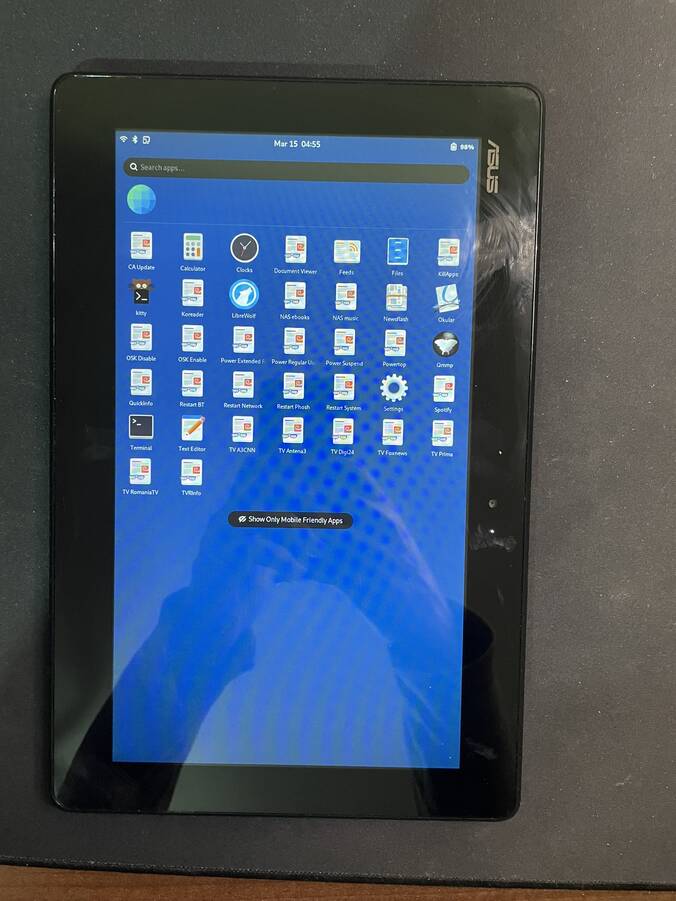 Mar 15 04:55
98%
ASUS
Search apps...
CA Update
Calculator
Clocks
Document Viewer
Feeds
Files
KillApps
kitty
Koreader
LibreWolf
NAS ebooks
NAS music
Newsflash
Okular
OSK Disable
OSK Enable
Power Extended
Power Regular
Power Suspend
Powertop
Qmmp
QuickInfo
Restart BT
Restart Network
Restart Phosh
Restart System
Settings
Spotify
Terminal
Text Editor
TV A3CNN
TV Antena3
TV Digi24
TV Foxnews
TV Prima
TV RomaniaTV
TVRInfo
Show Only Mobile Friendly Apps